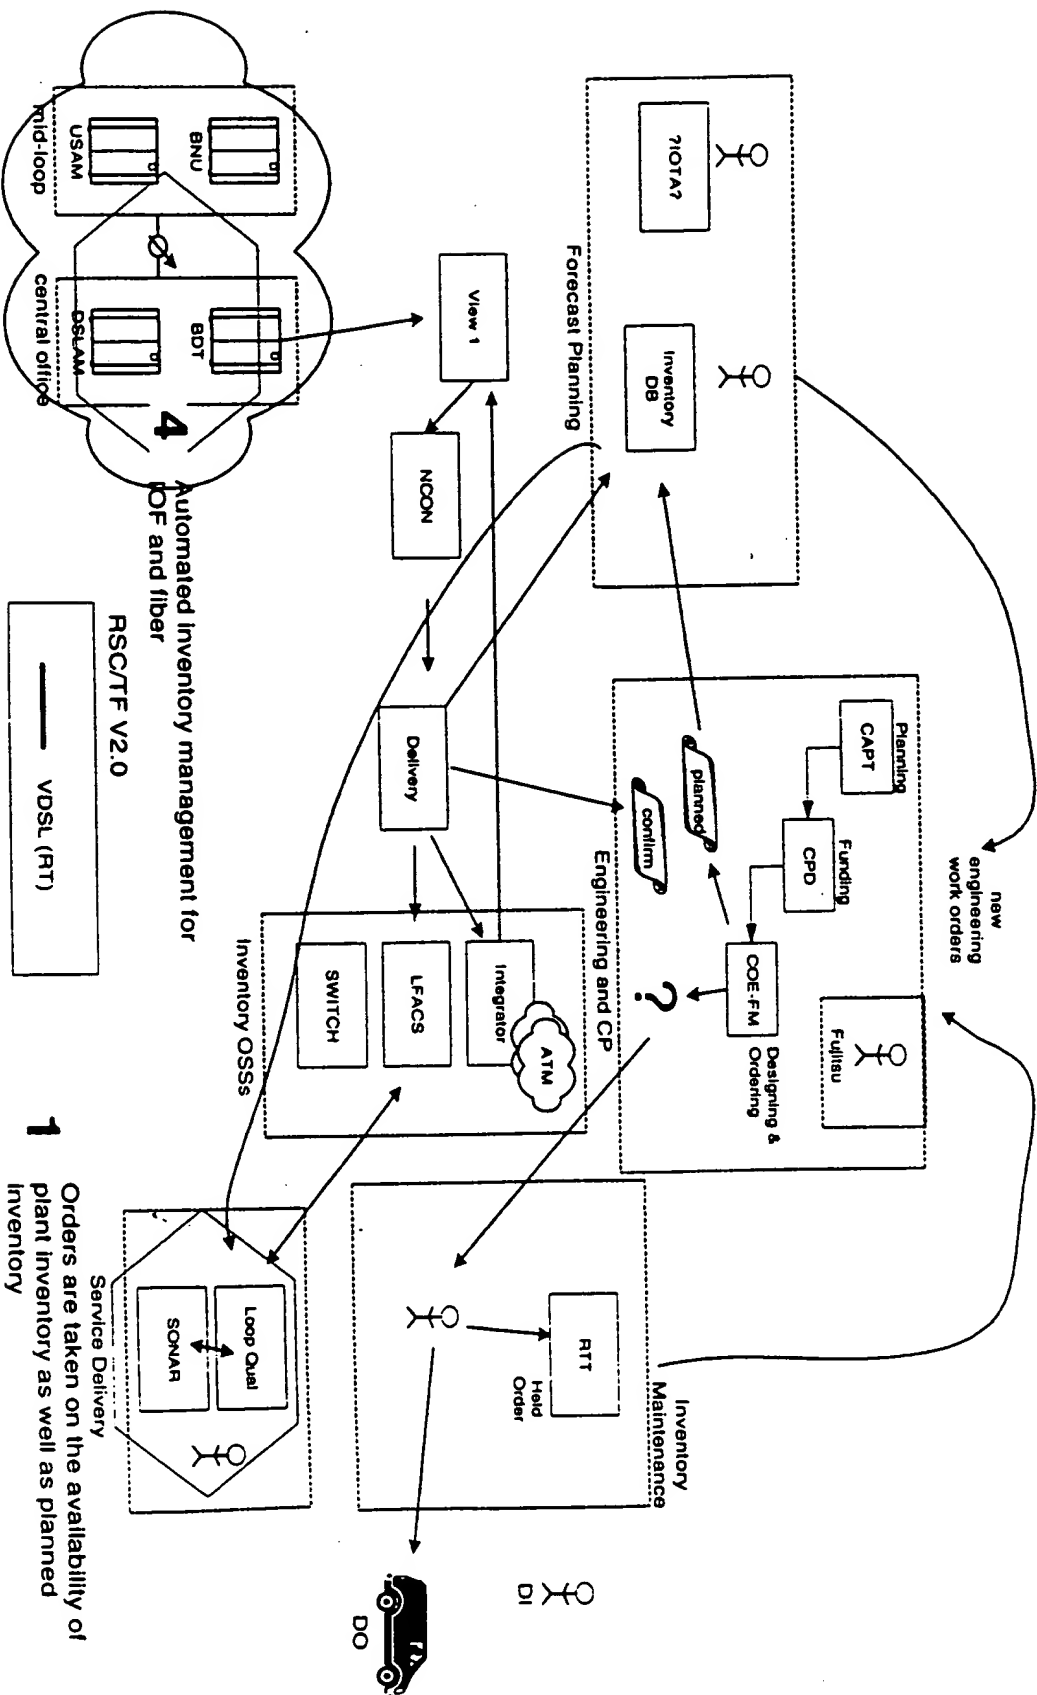 new
engineering
work orders
Planning
CAPT
Funding
CPD
Fujitsu
Designing &
Ordering
COE-FM
?IOTA?
Inventory
DB
planned
confirm
?
Engineering and CP
Forecast Planning
Inventory
Maintenance
RTT
Held
Order
DI
DO
View 1
NCON
Delivery
ATM
Integrator
LFACS
SWITCH
Inventory OSSs
Loop Qual
SONAR
Service Delivery
BNU
USAM
mid-loop
BDT
DSLAM
central office
4
Automated inventory management for
IOF and fiber
RSC/TF V2.0
VDSL (RT)
1
Orders are taken on the availability of
plant inventory as well as planned
inventory